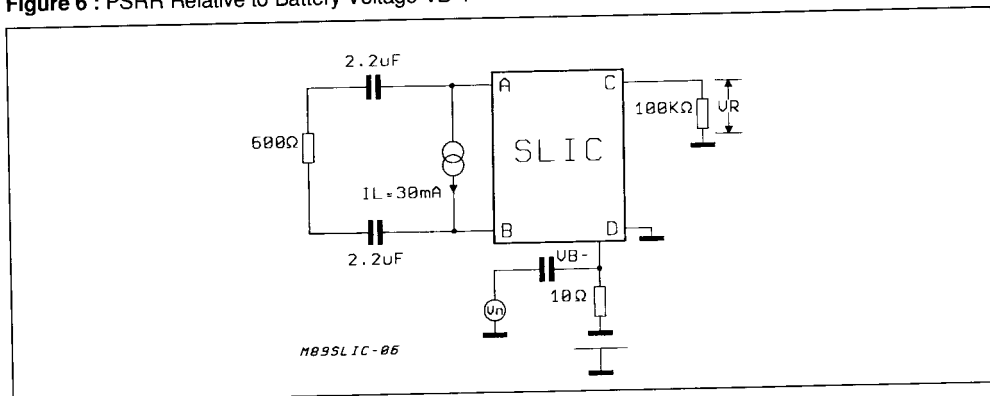 Figure 6 : PSRR Relative to Battery Voltage VB-.
2.2uF
A
C
100KΩ
VR
600Ω
SLIC
IL=30mA
B
D
2.2uF
VB-
10Ω
Vn
M89SLIC-06